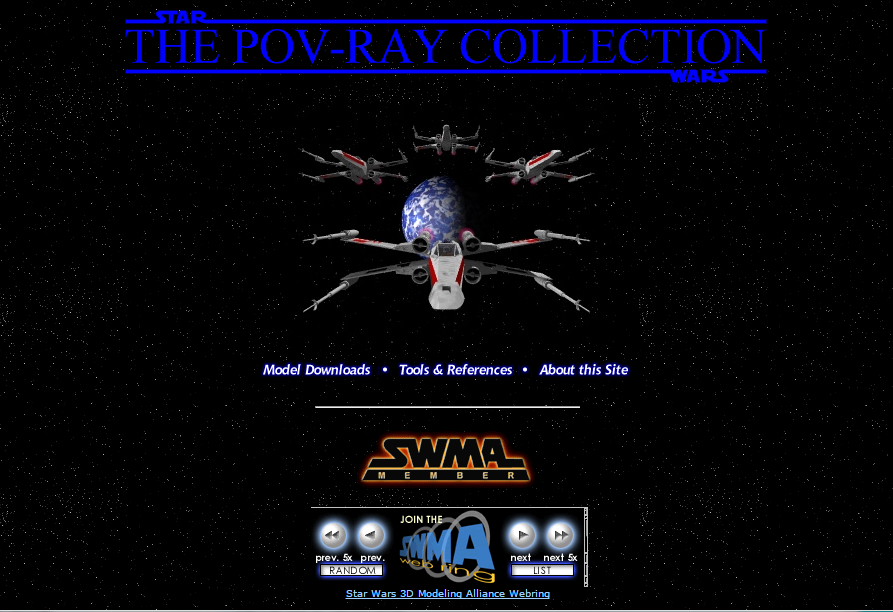 STAR
THE POV-RAY COLLECTION
WARS
Model Downloads • Tools & References • About this Site
SWMA
MEMBER
JOIN THE
SWMA
web ring
prev. 5x prev. next next 5x
RANDOM LIST
Star Wars 3D Modeling Alliance Webring